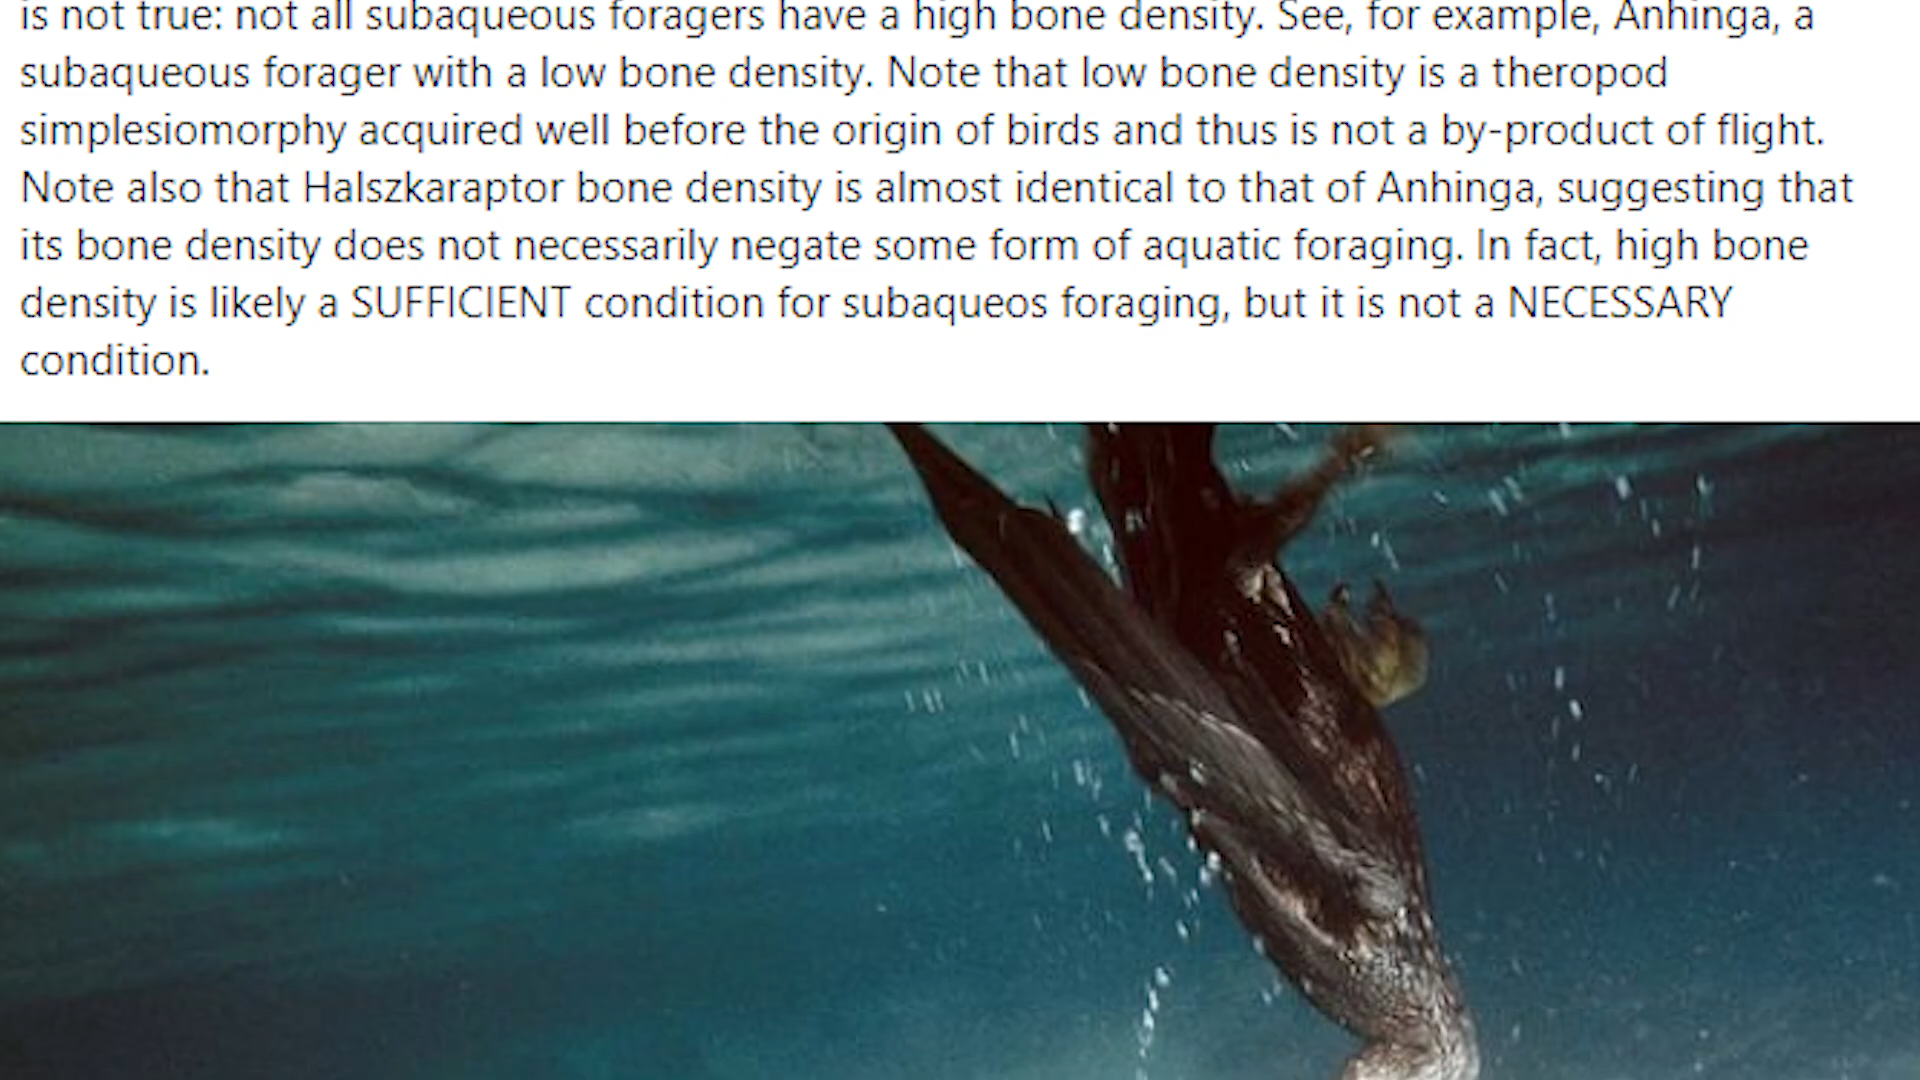 is not true: not all subaqueous foragers have a high bone density. See, for example, Anhinga, a
subaqueous forager with a low bone density. Note that low bone density is a theropod
simplesiomorphy acquired well before the origin of birds and thus is not a by-product of flight.
Note also that Halszkaraptor bone density is almost identical to that of Anhinga, suggesting that
its bone density does not necessarily negate some form of aquatic foraging. In fact, high bone
density is likely a SUFFICIENT condition for subaqueos foraging, but it is not a NECESSARY
condition.